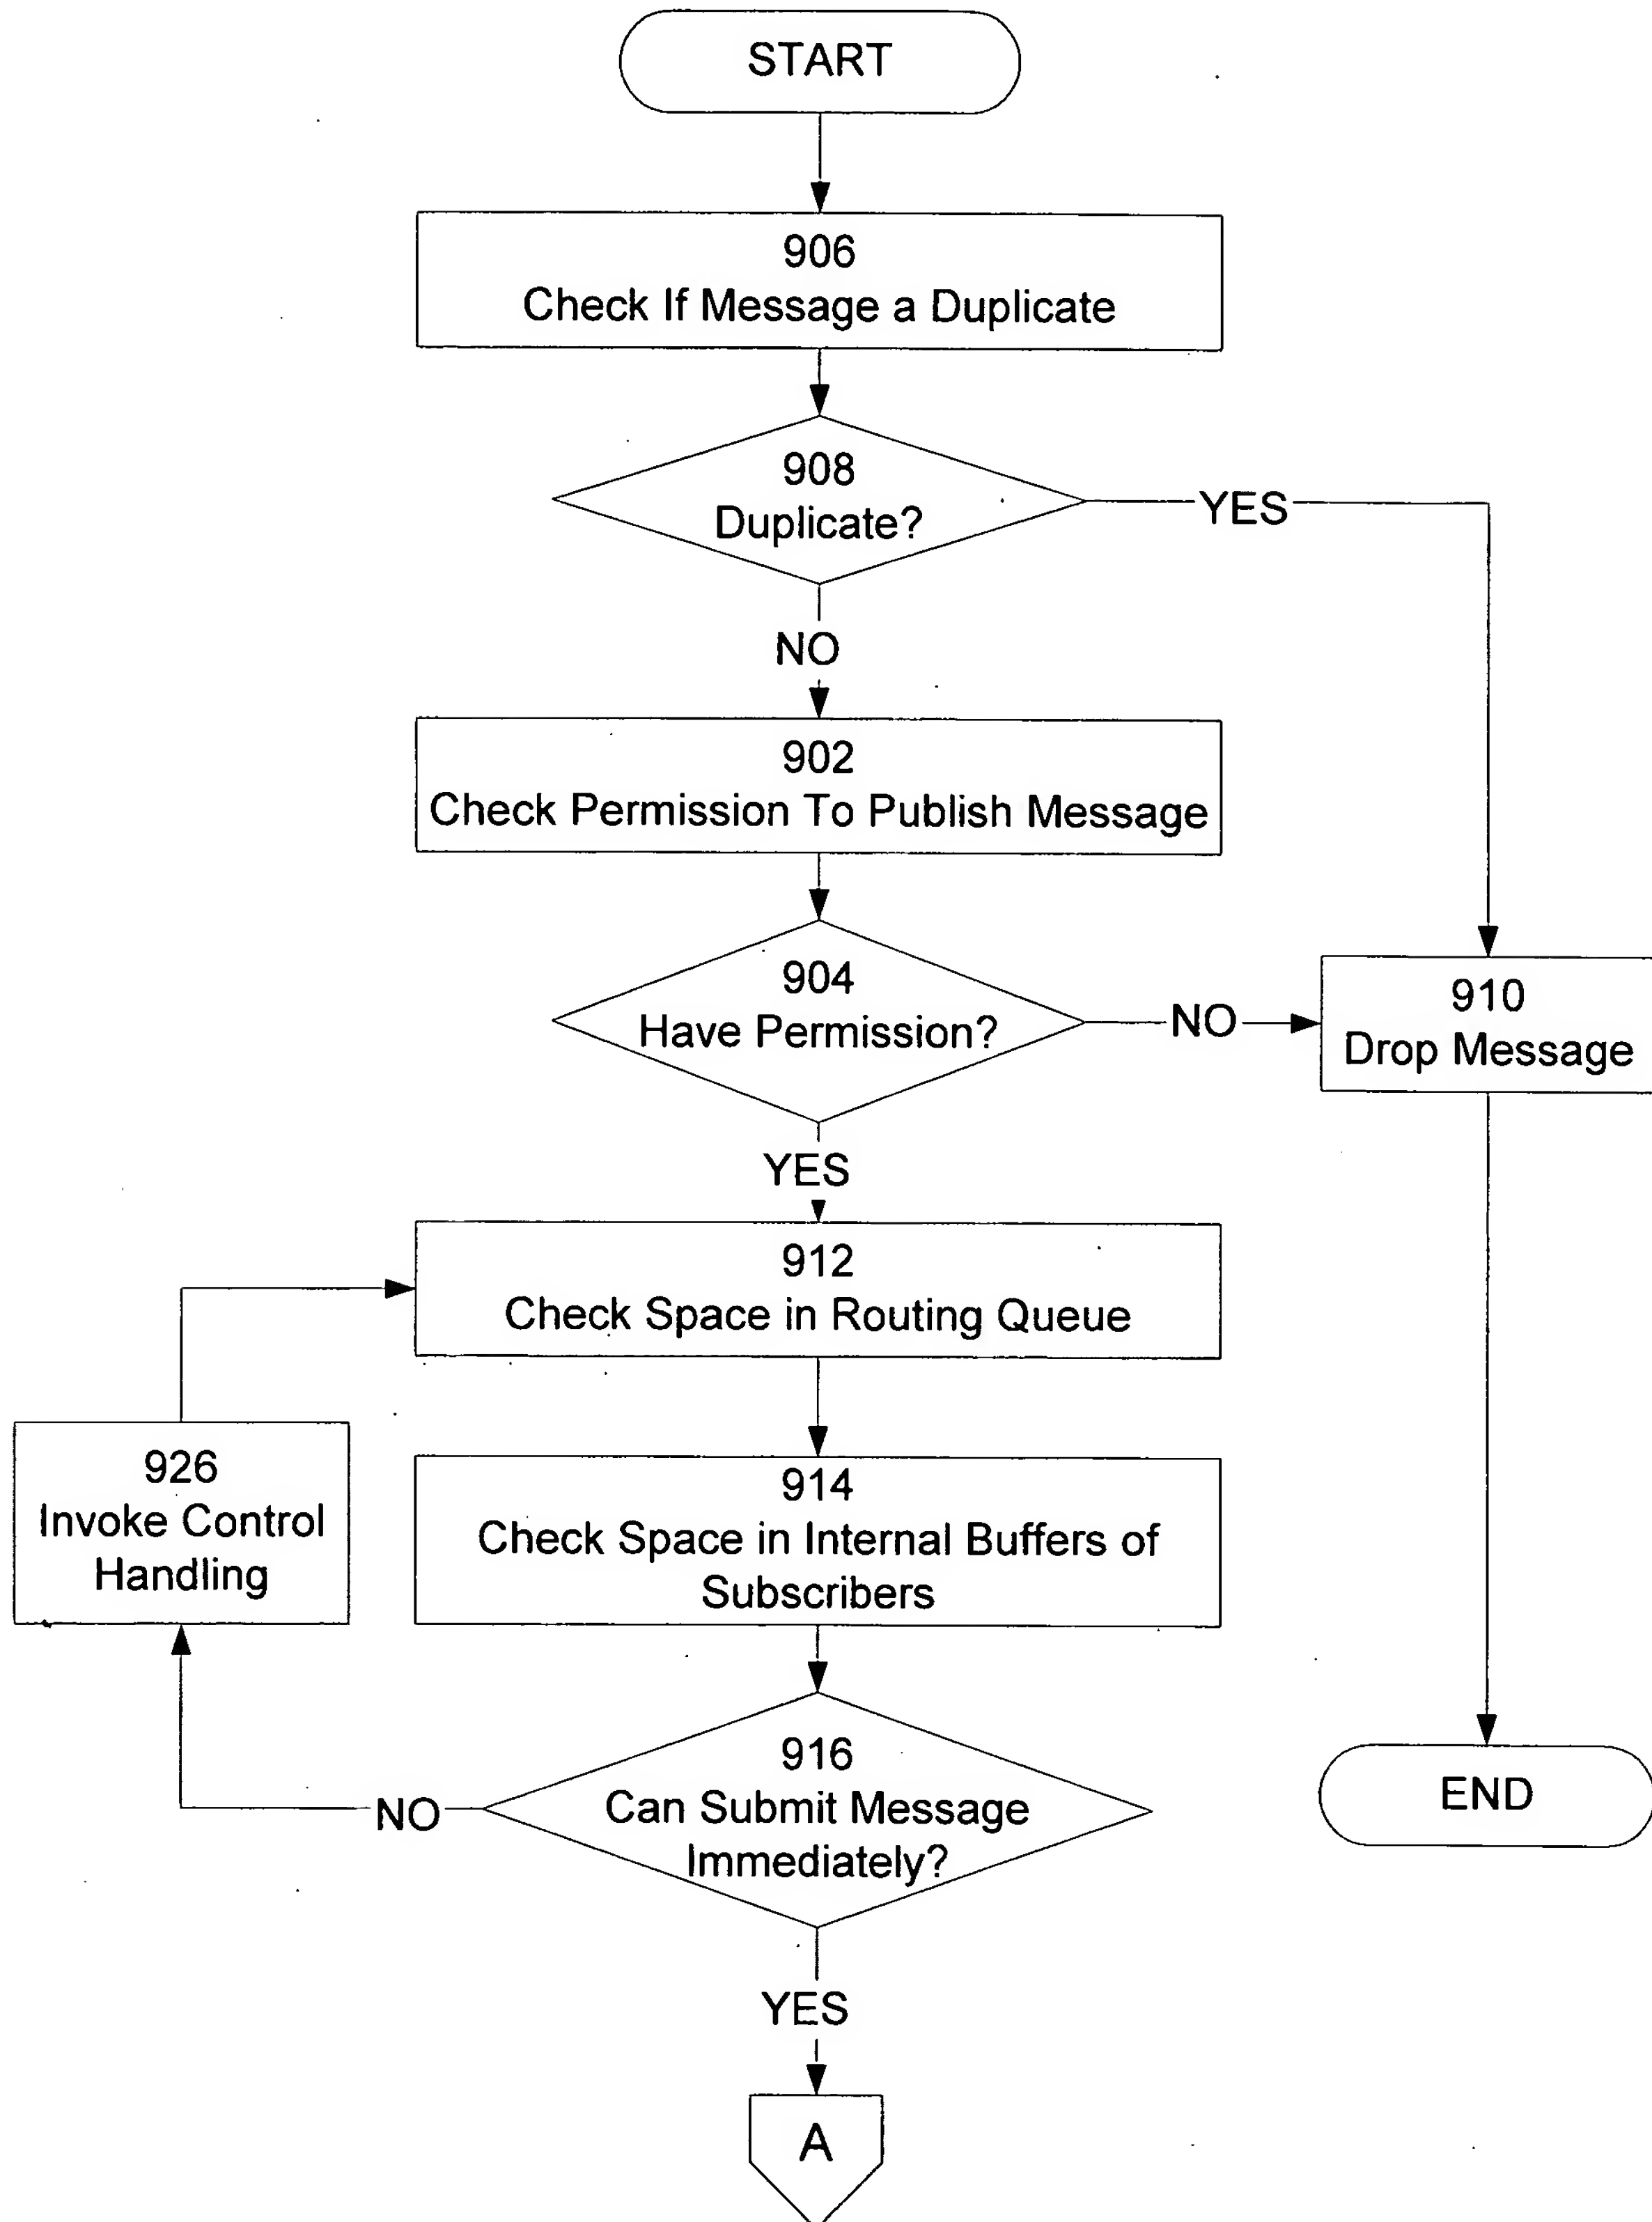 START
906
Check If Message a Duplicate
908
Duplicate?
YES
NO
902
Check Permission To Publish Message
904
Have Permission?
NO
910
Drop Message
YES
912
Check Space in Routing Queue
926
Invoke Control
Handling
914
Check Space in Internal Buffers of
Subscribers
916
Can Submit Message
Immediately?
NO
END
YES
A